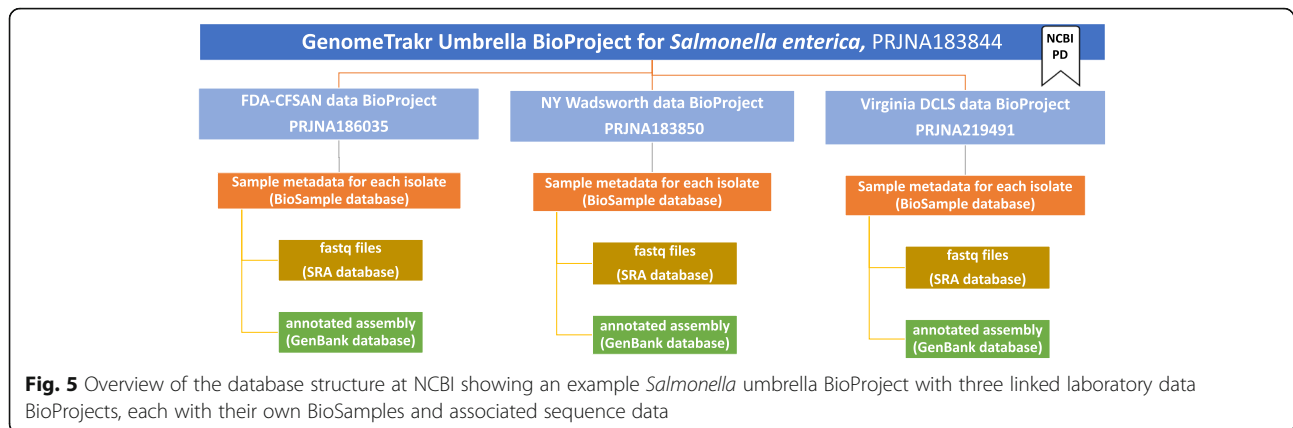 GenomeTrakr Umbrella BioProject for Salmonella enterica, PRJNA183844
NCBI
PD
FDA-CFSAN data BioProject
PRJNA186035
NY Wadsworth data BioProject
PRJNA183850
Virginia DCLS data BioProject
PRJNA219491
Sample metadata for each isolate
(BioSample database)
Sample metadata for each isolate
(BioSample database)
Sample metadata for each isolate
(BioSample database)
fastq files
(SRA database)
fastq files
(SRA database)
fastq files
(SRA database)
annotated assembly
(GenBank database)
annotated assembly
(GenBank database)
annotated assembly
(GenBank database)
Fig. 5 Overview of the database structure at NCBI showing an example Salmonella umbrella BioProject with three linked laboratory data
BioProjects, each with their own BioSamples and associated sequence data